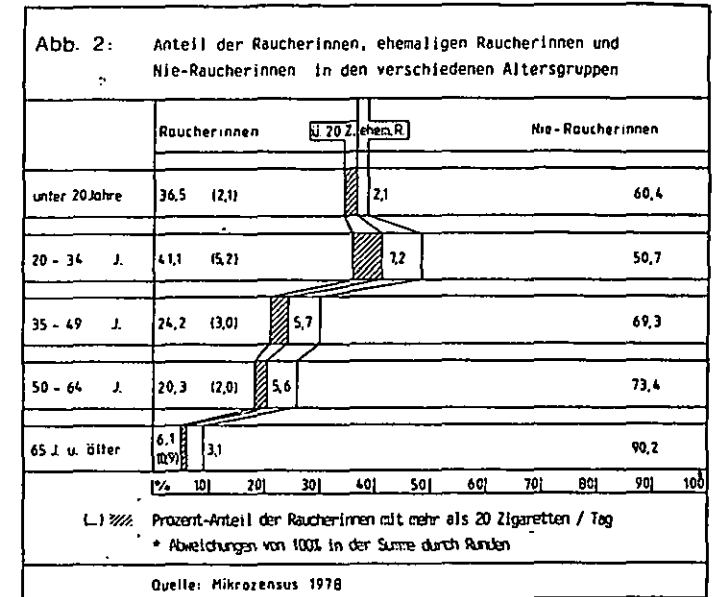 Abb. 2: Anteil der Raucherinnen, ehemaligen Raucherinnen und
Nie-Raucherinnen in den verschiedenen Altersgruppen
Raucherinnen ü. 20 Z. ehem. R. Nie-Raucherinnen
unter 20 Jahre 36,5 (2,1) 2,1 60,4
20 - 34 J. 41,1 (5,2) 7,2 50,7
35 - 49 J. 24,2 (3,0) 5,7 69,3
50 - 64 J. 20,3 (2,0) 5,6 73,4
65 J. u. älter 6,1 (0,9) 3,1 90,2
% 10 20 30 40 50 60 70 80 90 100
(_) Prozent-Anteil der Raucherinnen mit mehr als 20 Zigaretten / Tag
* Abweichungen von 100% in der Summe durch Runden
Quelle: Mikrozensus 1978